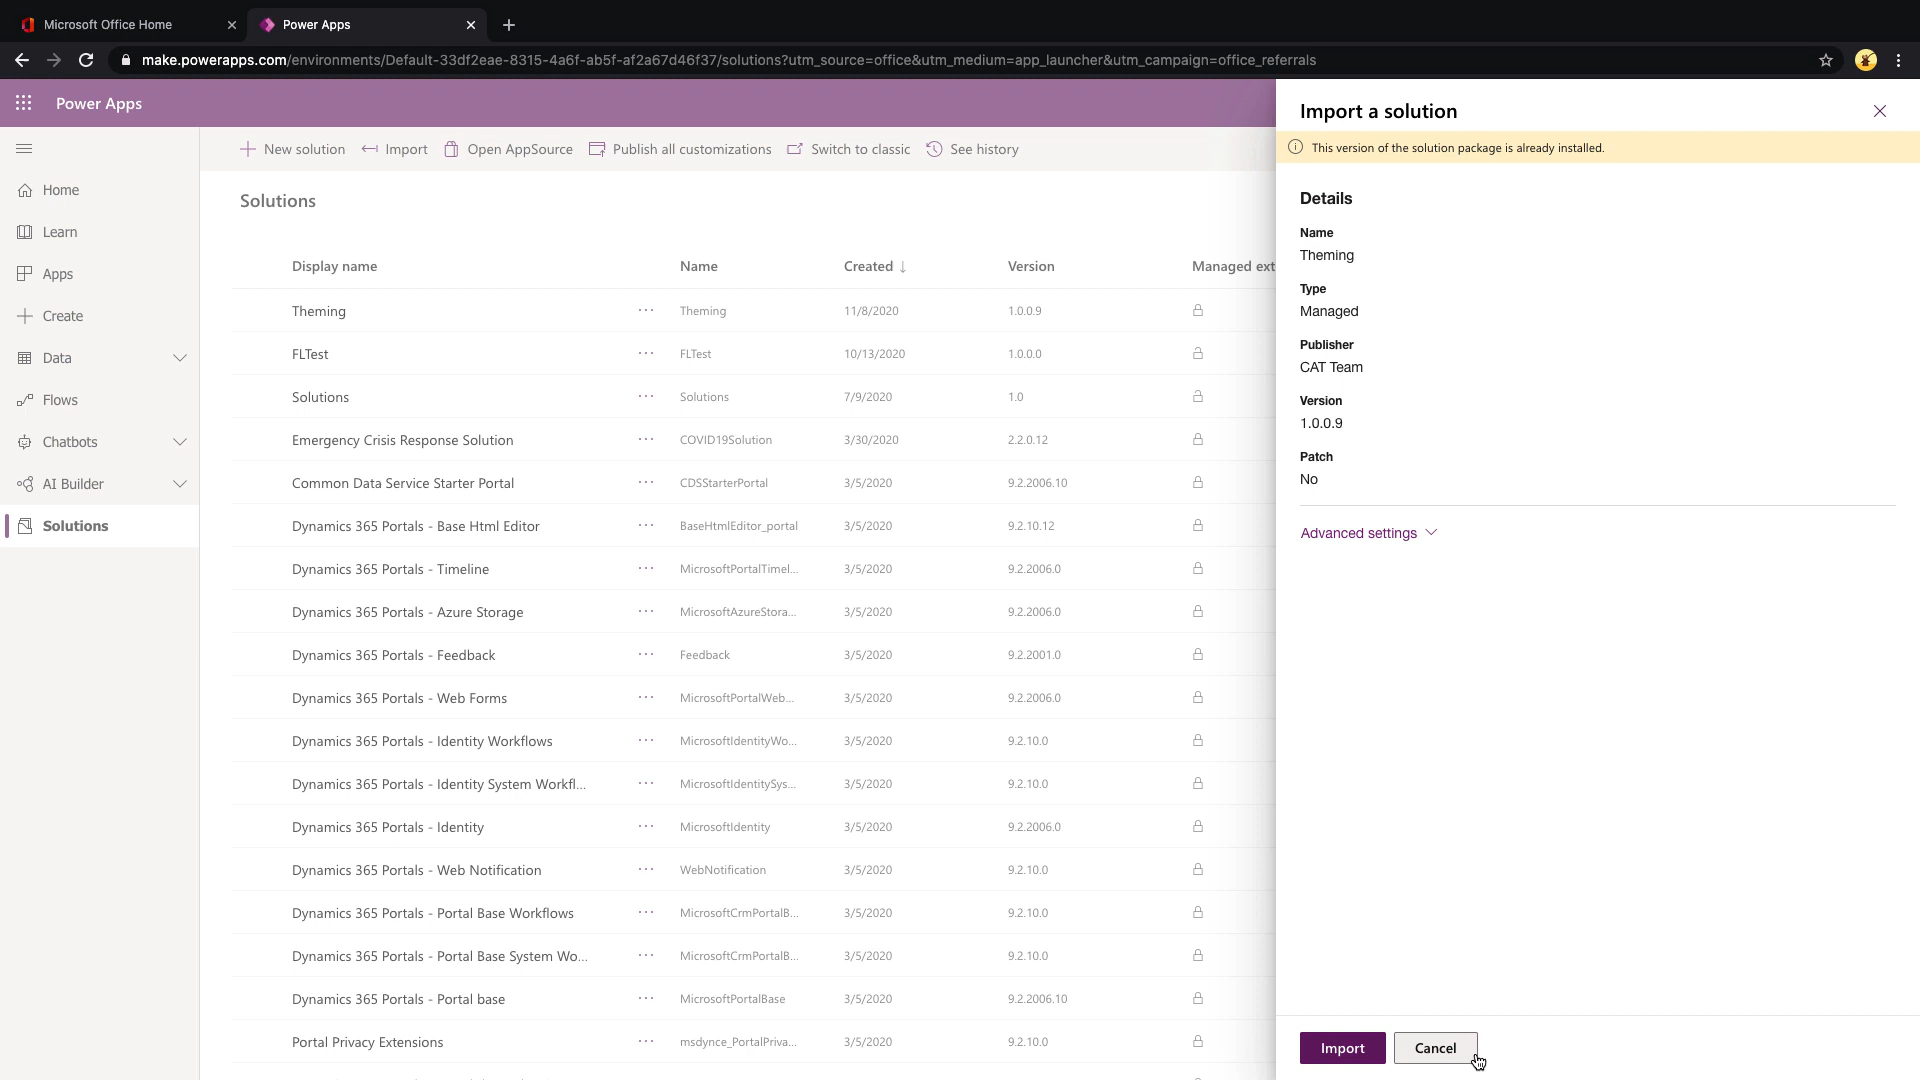 Microsoft Office Home
Power Apps
make.powerapps.com/environments/Default-33df2eae-8315-4a6f-ab5f-af2a67d46f37/solutions?utm_source=office&utm_medium=app_launcher&utm_campaign=office_referrals
Power Apps
Home
Learn
Apps
Create
Data
Flows
Chatbots
AI Builder
Solutions
New solution Import Open AppSource Publish all customizations Switch to classic See history
Solutions
Display name Name Created ↓ Version Managed ext
Theming ··· Theming 11/8/2020 1.0.0.9
FLTest ··· FLTest 10/13/2020 1.0.0.0
Solutions ··· Solutions 7/9/2020 1.0
Emergency Crisis Response Solution ··· COVID19Solution 3/30/2020 2.2.0.12
Common Data Service Starter Portal ··· CDSStarterPortal 3/5/2020 9.2.2006.10
Dynamics 365 Portals - Base Html Editor ··· BaseHtmlEditor_portal 3/5/2020 9.2.10.12
Dynamics 365 Portals - Timeline ··· MicrosoftPortalTimel... 3/5/2020 9.2.2006.0
Dynamics 365 Portals - Azure Storage ··· MicrosoftAzureStora... 3/5/2020 9.2.2006.0
Dynamics 365 Portals - Feedback ··· Feedback 3/5/2020 9.2.2001.0
Dynamics 365 Portals - Web Forms ··· MicrosoftPortalWeb... 3/5/2020 9.2.2006.0
Dynamics 365 Portals - Identity Workflows ··· MicrosoftIdentityWo... 3/5/2020 9.2.10.0
Dynamics 365 Portals - Identity System Workfl... ··· MicrosoftIdentitySys... 3/5/2020 9.2.10.0
Dynamics 365 Portals - Identity ··· MicrosoftIdentity 3/5/2020 9.2.2006.0
Dynamics 365 Portals - Web Notification ··· WebNotification 3/5/2020 9.2.10.0
Dynamics 365 Portals - Portal Base Workflows ··· MicrosoftCrmPortalB... 3/5/2020 9.2.10.0
Dynamics 365 Portals - Portal Base System Wo... ··· MicrosoftCrmPortalB... 3/5/2020 9.2.10.0
Dynamics 365 Portals - Portal base ··· MicrosoftPortalBase 3/5/2020 9.2.2006.10
Portal Privacy Extensions ··· msdynce_PortalPriva... 3/5/2020 9.2.10.0
Import a solution
This version of the solution package is already installed.
Details
Name
Theming
Type
Managed
Publisher
CAT Team
Version
1.0.0.9
Patch
No
Advanced settings
Import Cancel